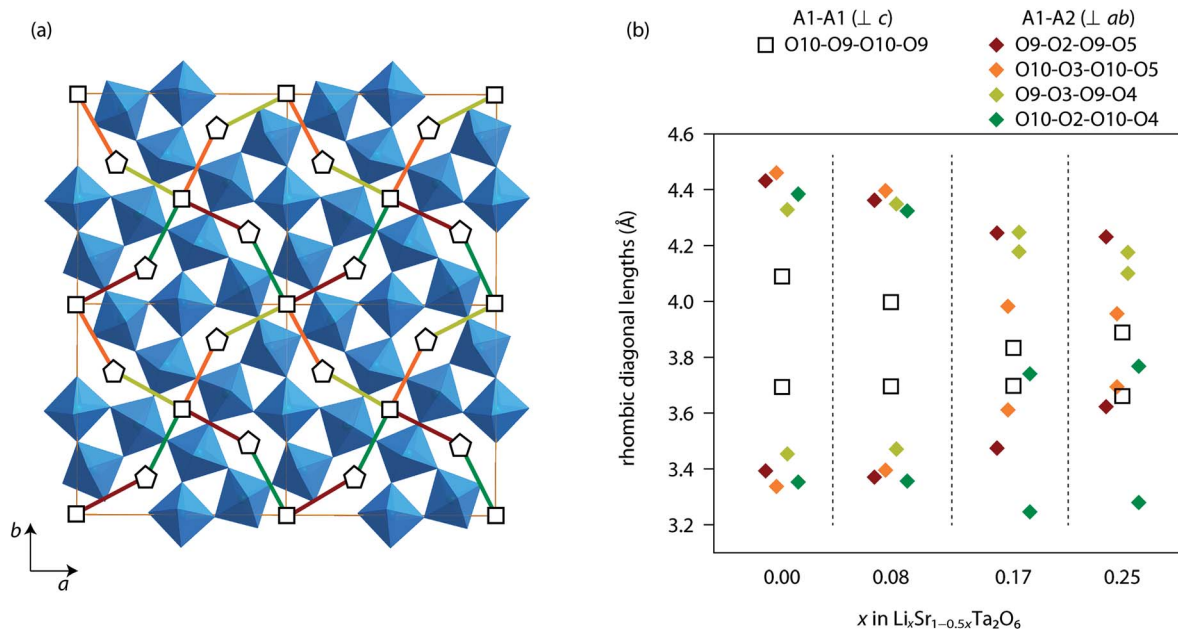 (a)
b
a
(b)
A1-A1 (⊥ c)
O10-O9-O10-O9
A1-A2 (⊥ ab)
O9-O2-O9-O5
O10-O3-O10-O5
O9-O3-O9-O4
O10-O2-O10-O4
rhombic diagonal lengths (Å)
4.6
4.4
4.2
4.0
3.8
3.6
3.4
3.2
0.00 0.08 0.17 0.25
x in LiₓSr₁₋₀.₅ₓTa₂O₆